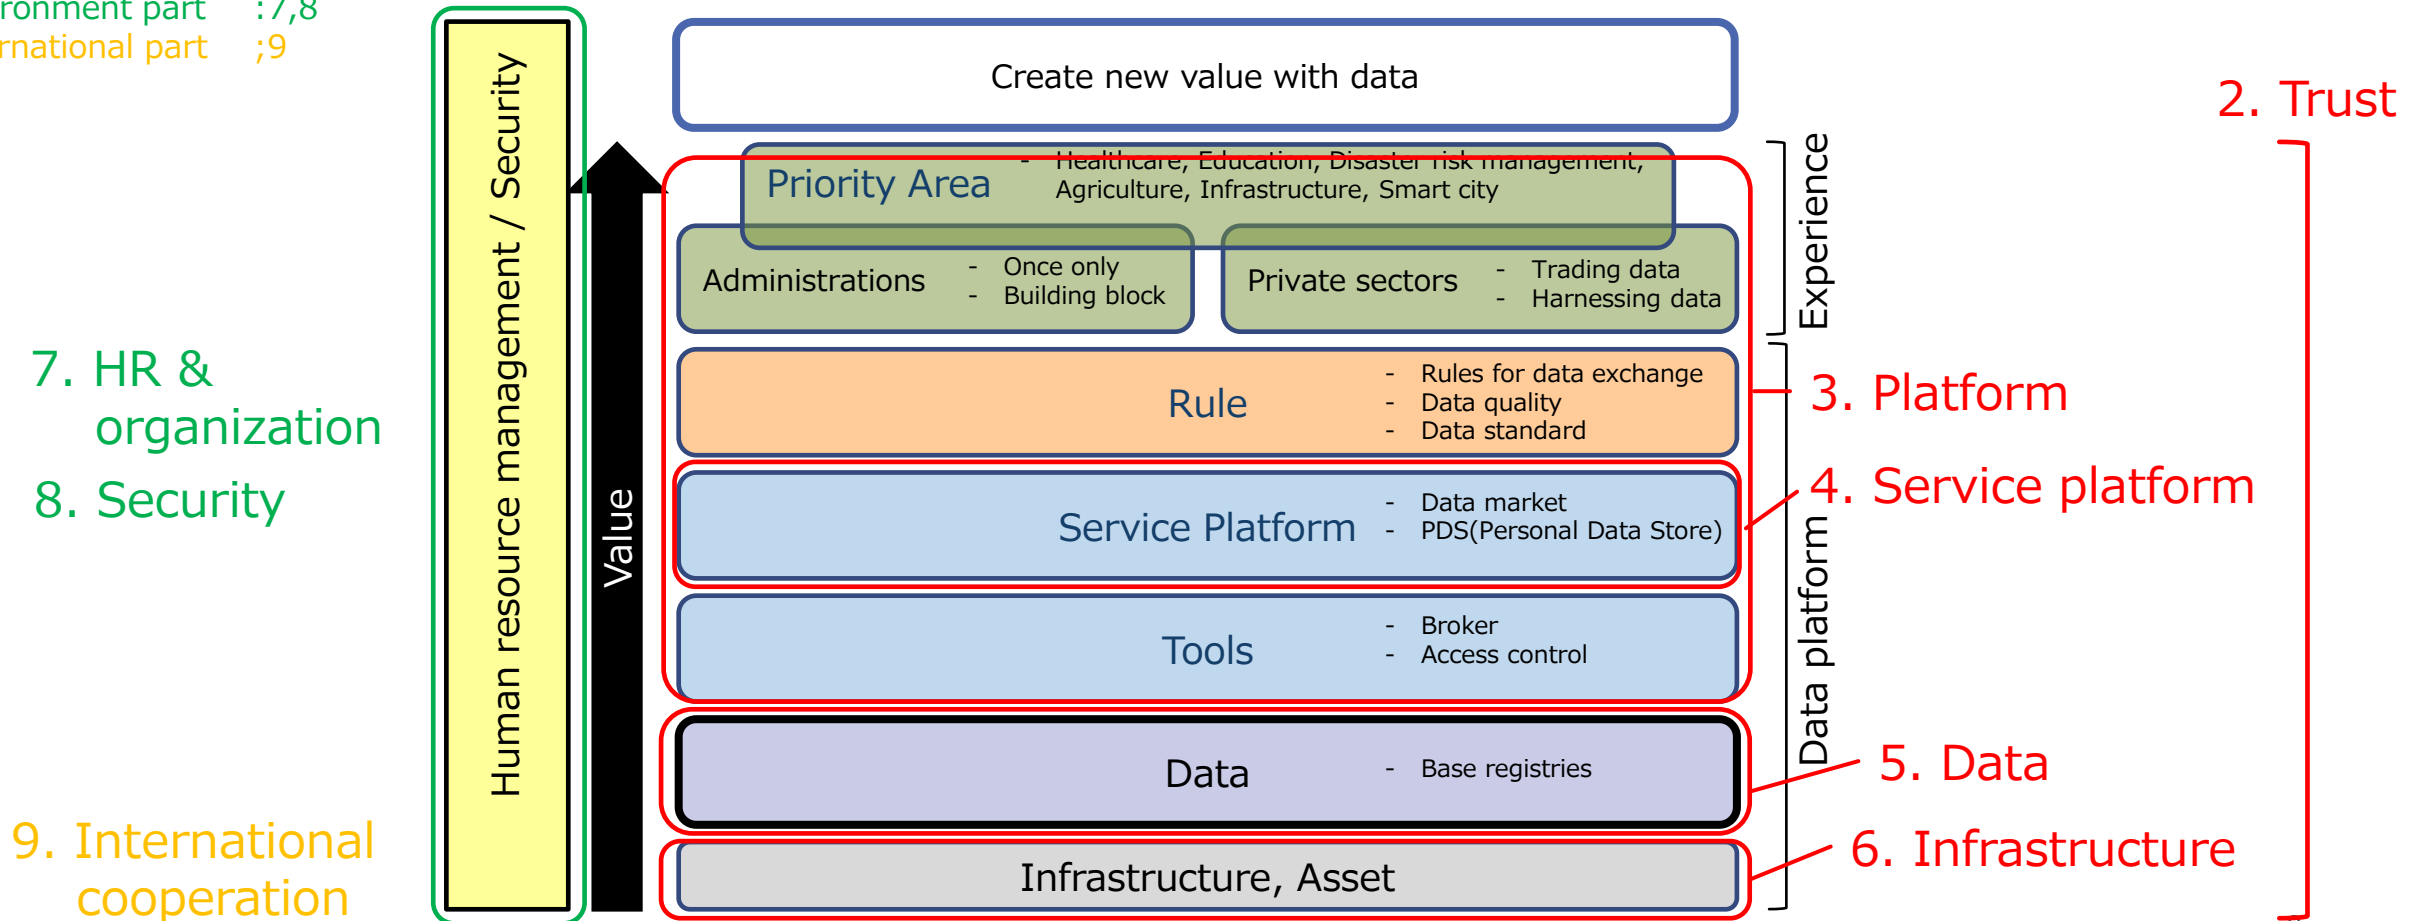 :7,8
part
part ;9
Create new value with data
2. Trust
Priority Area
- Healthcare, Education, Disaster risk management,
Agriculture, Infrastructure, Smart city
Administrations
- Once only
- Building block
Private sectors
- Trading data
- Harnessing data
Experience
Human resource management / Security
Value
7. HR &
organization
8. Security
Rule
- Rules for data exchange
- Data quality
- Data standard
3. Platform
Service Platform
- Data market
- PDS(Personal Data Store)
4. Service platform
Tools
- Broker
- Access control
Data platform
Data
- Base registries
5. Data
9. International
cooperation
Infrastructure, Asset
6. Infrastructure